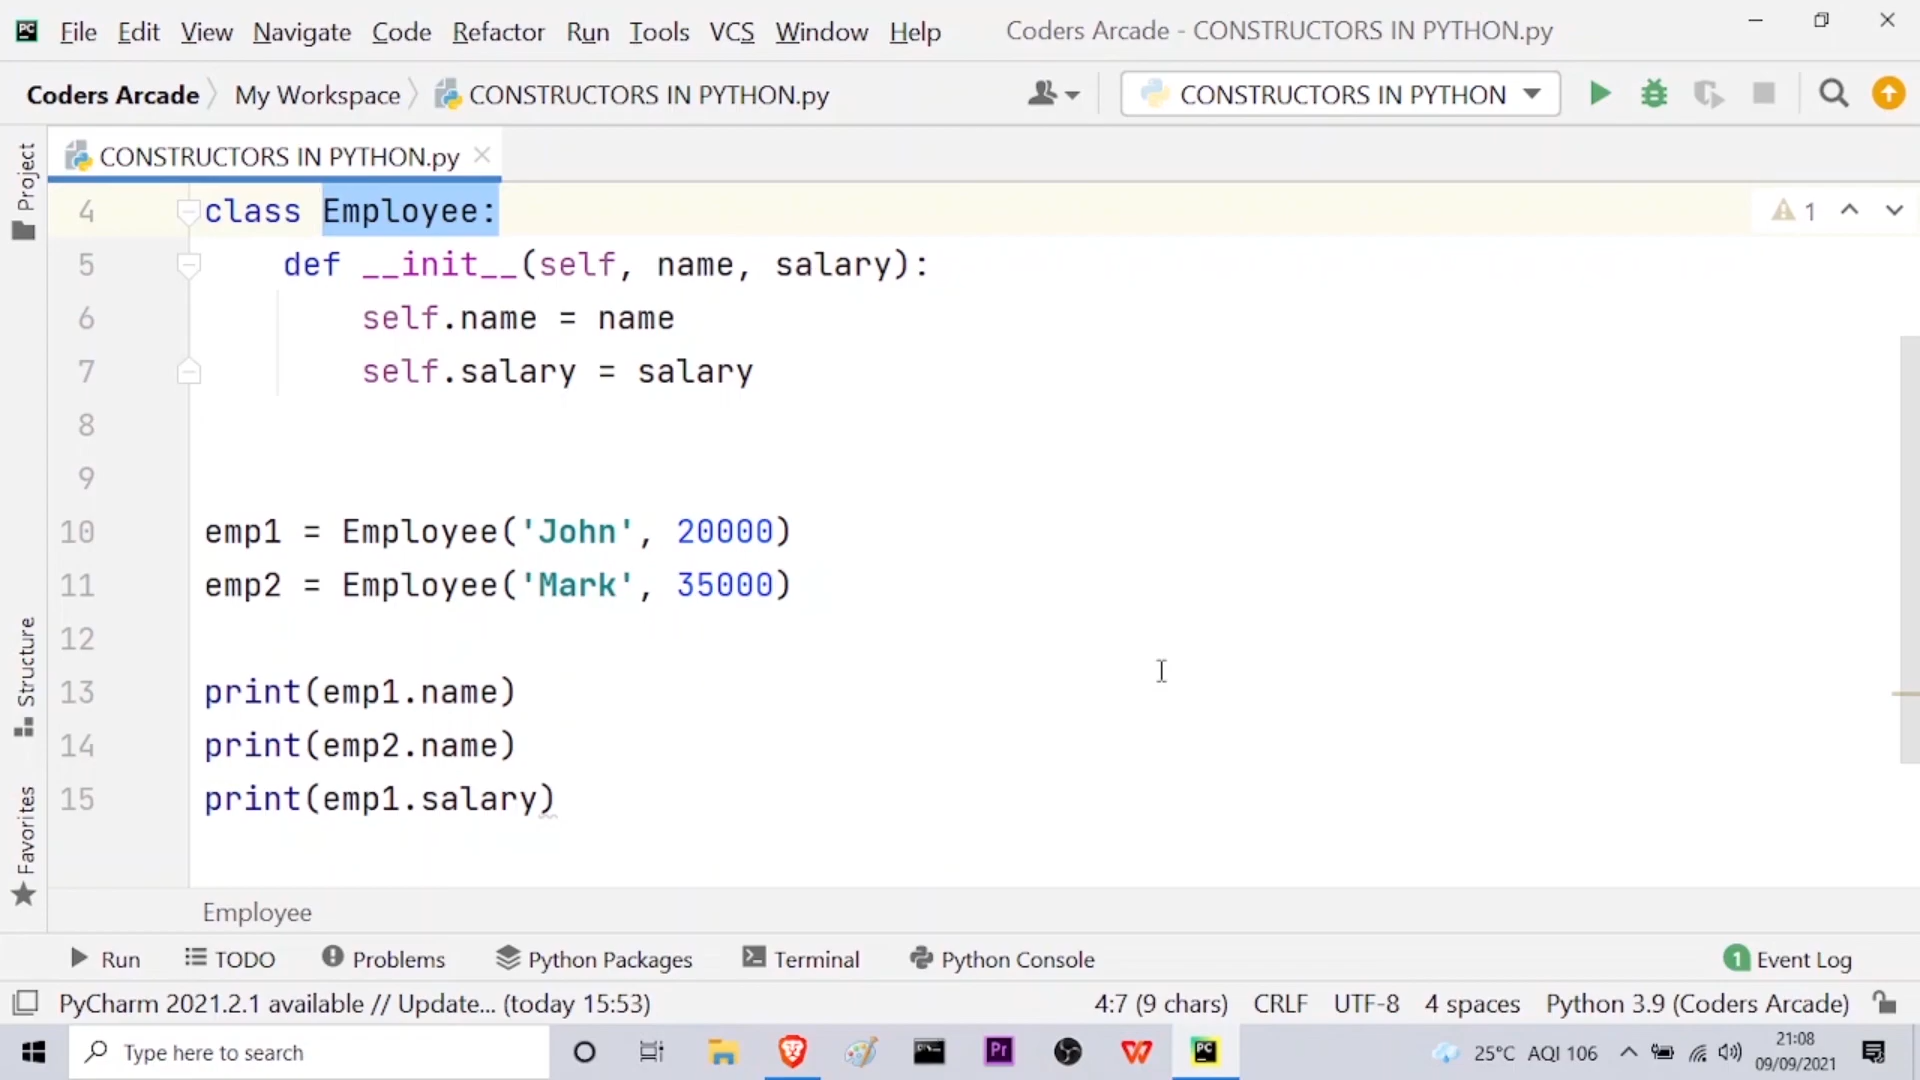 File Edit View Navigate Code Refactor Run Tools VCS Window Help Coders Arcade - CONSTRUCTORS IN PYTHON.py
Coders Arcade My Workspace CONSTRUCTORS IN PYTHON.py CONSTRUCTORS IN PYTHON
Project
CONSTRUCTORS IN PYTHON.py
4 class Employee: 1
5 def __init__(self, name, salary):
6 self.name = name
7 self.salary = salary
8
9
10 emp1 = Employee('John', 20000)
11 emp2 = Employee('Mark', 35000)
12
13 print(emp1.name)
14 print(emp2.name)
15 print(emp1.salary)
Structure
Favorites
Employee
Run TODO Problems Python Packages Terminal Python Console 1 Event Log
PyCharm 2021.2.1 available // Update... (today 15:53) 4:7 (9 chars) CRLF UTF-8 4 spaces Python 3.9 (Coders Arcade)
Type here to search Pr W PC 25°C AQI 106 21:08
09/09/2021
PC